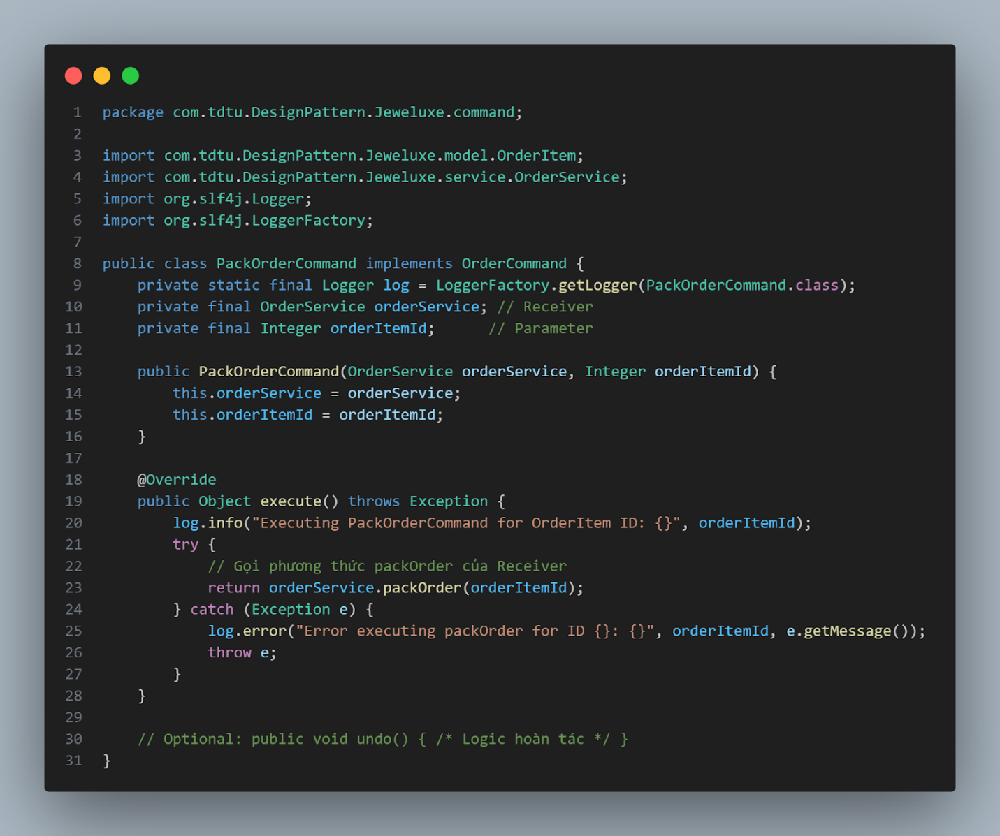 1 package com.tdtu.DesignPattern.Jeweluxe.command;
2
3 import com.tdtu.DesignPattern.Jeweluxe.model.OrderItem;
4 import com.tdtu.DesignPattern.Jeweluxe.service.OrderService;
5 import org.slf4j.Logger;
6 import org.slf4j.LoggerFactory;
7
8 public class PackOrderCommand implements OrderCommand {
9     private static final Logger log = LoggerFactory.getLogger(PackOrderCommand.class);
10     private final OrderService orderService; // Receiver
11     private final Integer orderItemId;      // Parameter
12
13     public PackOrderCommand(OrderService orderService, Integer orderItemId) {
14         this.orderService = orderService;
15         this.orderItemId = orderItemId;
16     }
17
18     @Override
19     public Object execute() throws Exception {
20         log.info("Executing PackOrderCommand for OrderItem ID: {}", orderItemId);
21         try {
22             // Gọi phương thức packOrder của Receiver
23             return orderService.packOrder(orderItemId);
24         } catch (Exception e) {
25             log.error("Error executing packOrder for ID {}: {}", orderItemId, e.getMessage());
26             throw e;
27         }
28     }
29
30     // Optional: public void undo() { /* Logic hoàn tác */ }
31 }